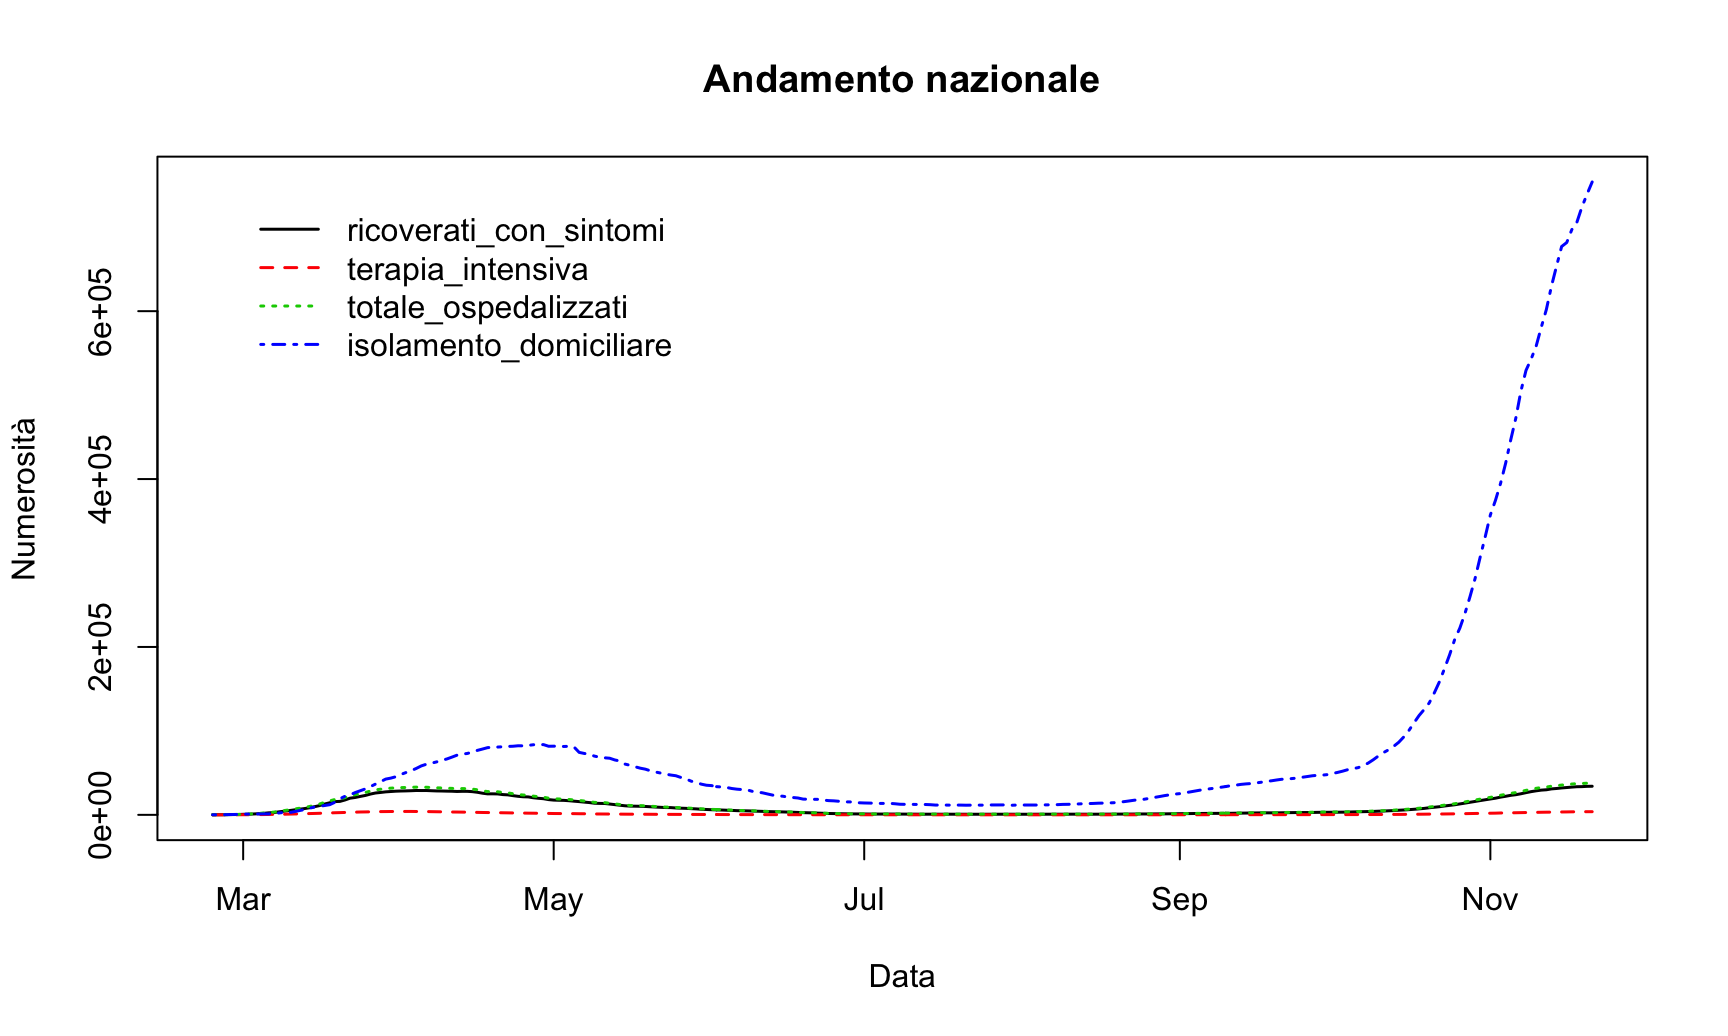 Andamento nazionale
ricoverati_con_sintomi
terapia_intensiva
totale_ospedalizzati
isolamento_domiciliare
Numerosità
6e+05
4e+05
2e+05
0e+00
Mar May Jul Sep Nov
Data